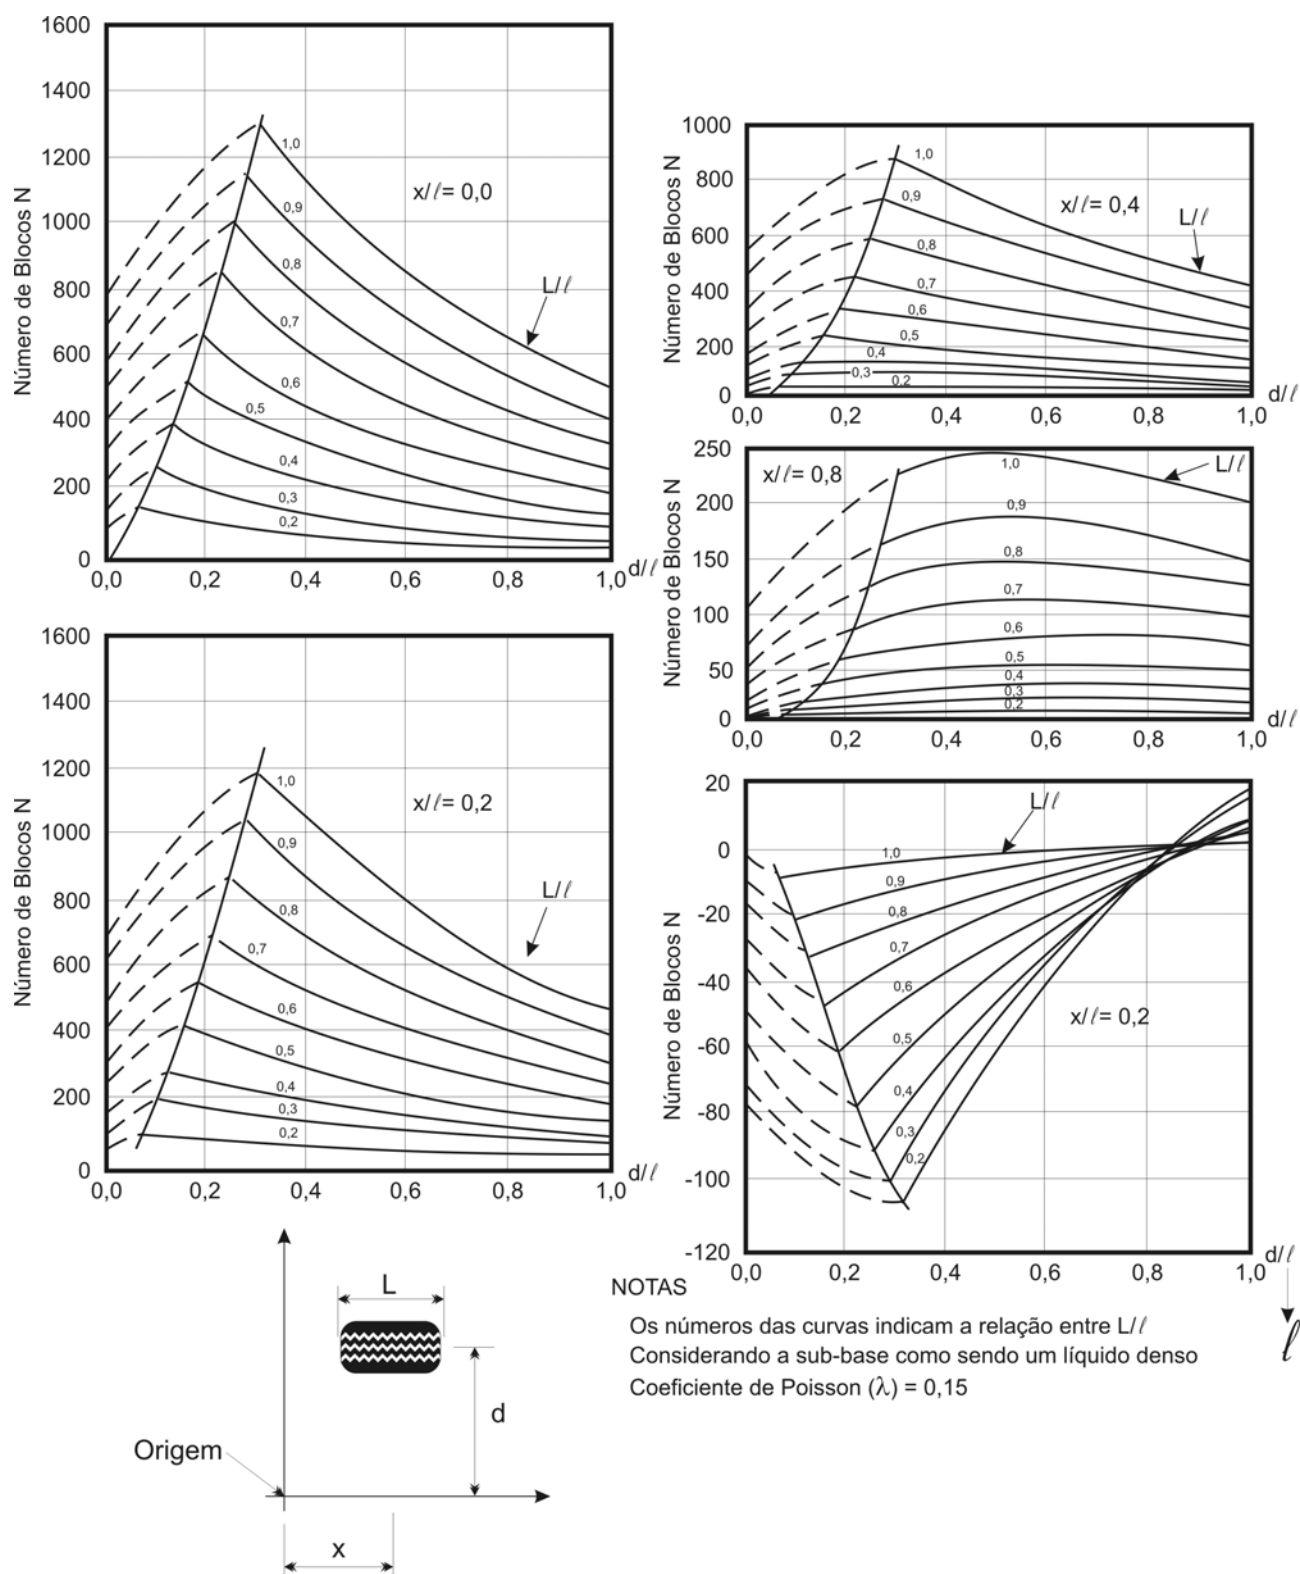 1600
1400
1200
1000
800
600
400
200
0
Número de Blocos N
x/ℓ= 0,0
L/ℓ
1,0
0,9
0,8
0,7
0,6
0,5
0,4
0,3
0,2
0,0 0,2 0,4 0,6 0,8 1,0 d/ℓ
1000
800
600
400
200
0
Número de Blocos N
x/ℓ= 0,4
L/ℓ
1,0
0,9
0,8
0,7
0,6
0,5
0,4
0,3
0,2
0,0 0,2 0,4 0,6 0,8 1,0
d/ℓ
250
200
150
100
50
0
Número de Blocos N
x/ℓ= 0,8
L/ℓ
1,0
0,9
0,8
0,7
0,6
0,5
0,4
0,3
0,2
0,0 0,2 0,4 0,6 0,8 1,0
d/ℓ
1600
1400
1200
1000
800
600
400
200
0
Número de Blocos N
x/ℓ= 0,2
L/ℓ
1,0
0,9
0,8
0,7
0,6
0,5
0,4
0,3
0,2
0,0 0,2 0,4 0,6 0,8 1,0
d/ℓ
20
0
-20
-40
-60
-80
-100
-120
Número de Blocos N
L/ℓ
x/ℓ= 0,2
1,0
0,9
0,8
0,7
0,6
0,5
0,4
0,3
0,2
0,0 0,2 0,4 0,6 0,8 1,0
d/ℓ
ℓ
L
d
Origem
x
NOTAS
Os números das curvas indicam a relação entre L/ℓ
Considerando a sub-base como sendo um líquido denso
Coeficiente de Poisson (λ) = 0,15